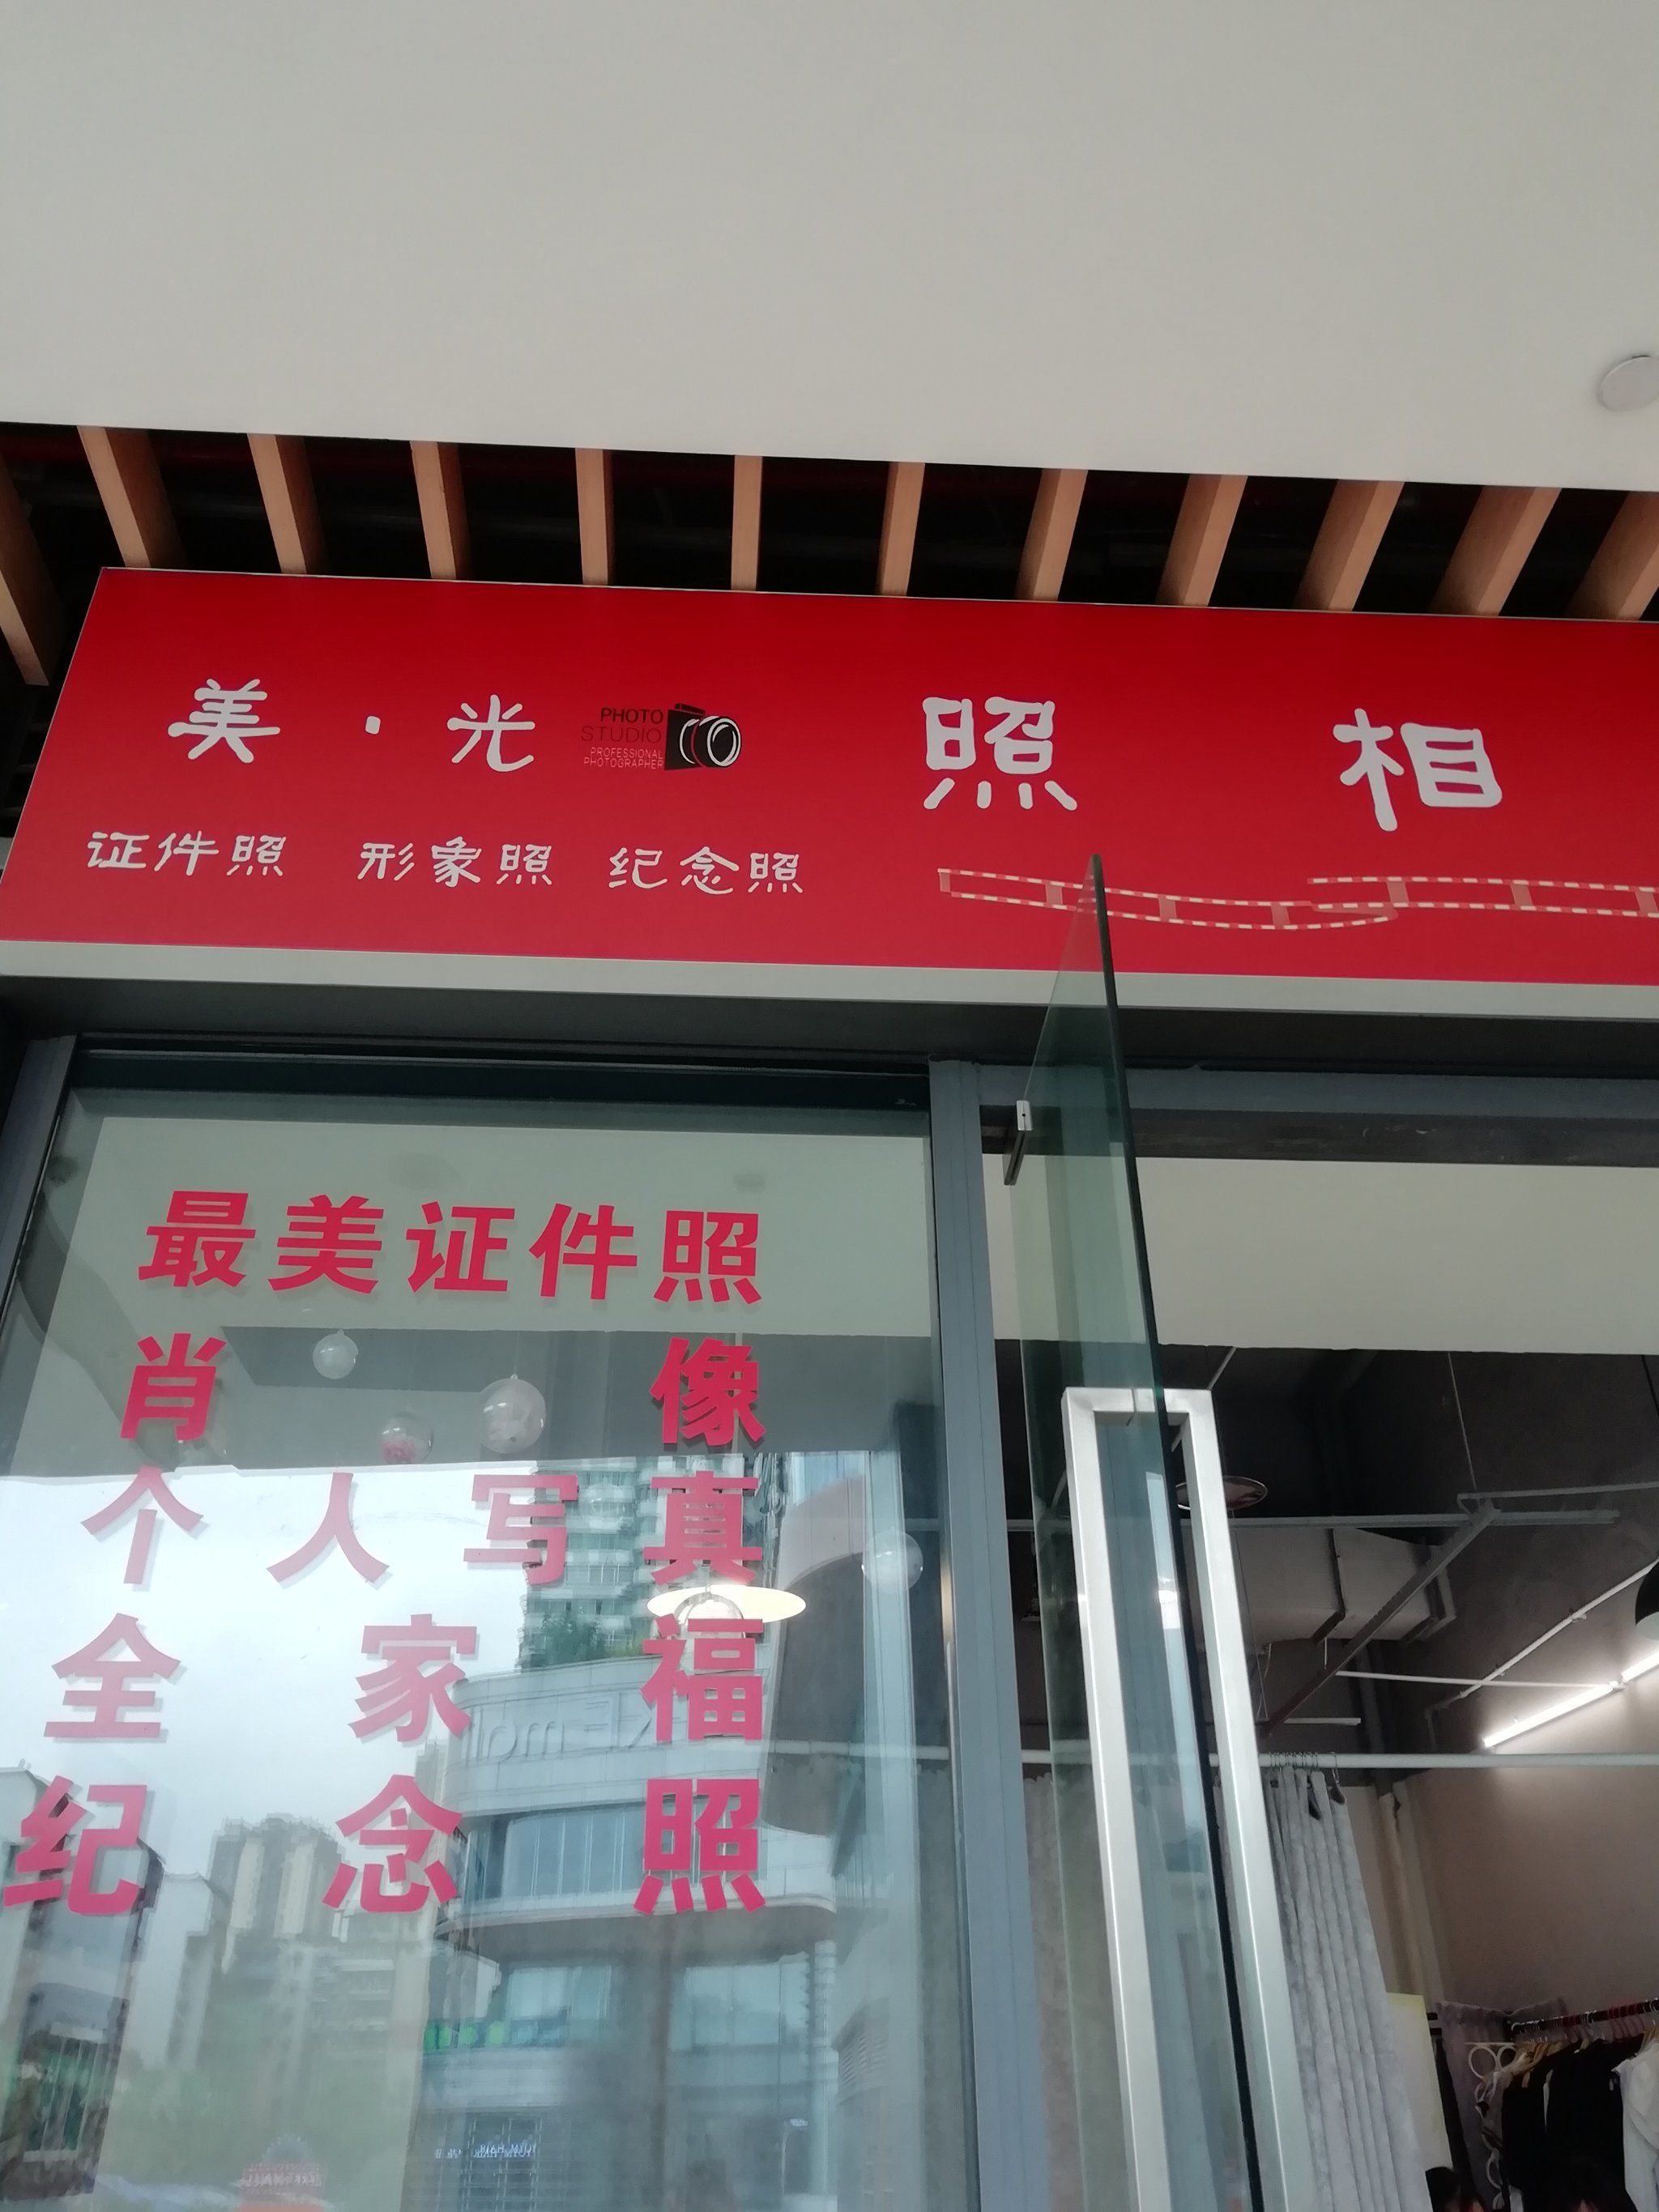 美·光
PHOTO
STUDIO
PROFESSIONAL
PHOTOGRAPHER
照相
证件照 形象照 纪念照
最美证件照
肖像
个人写真
全家福
纪念照